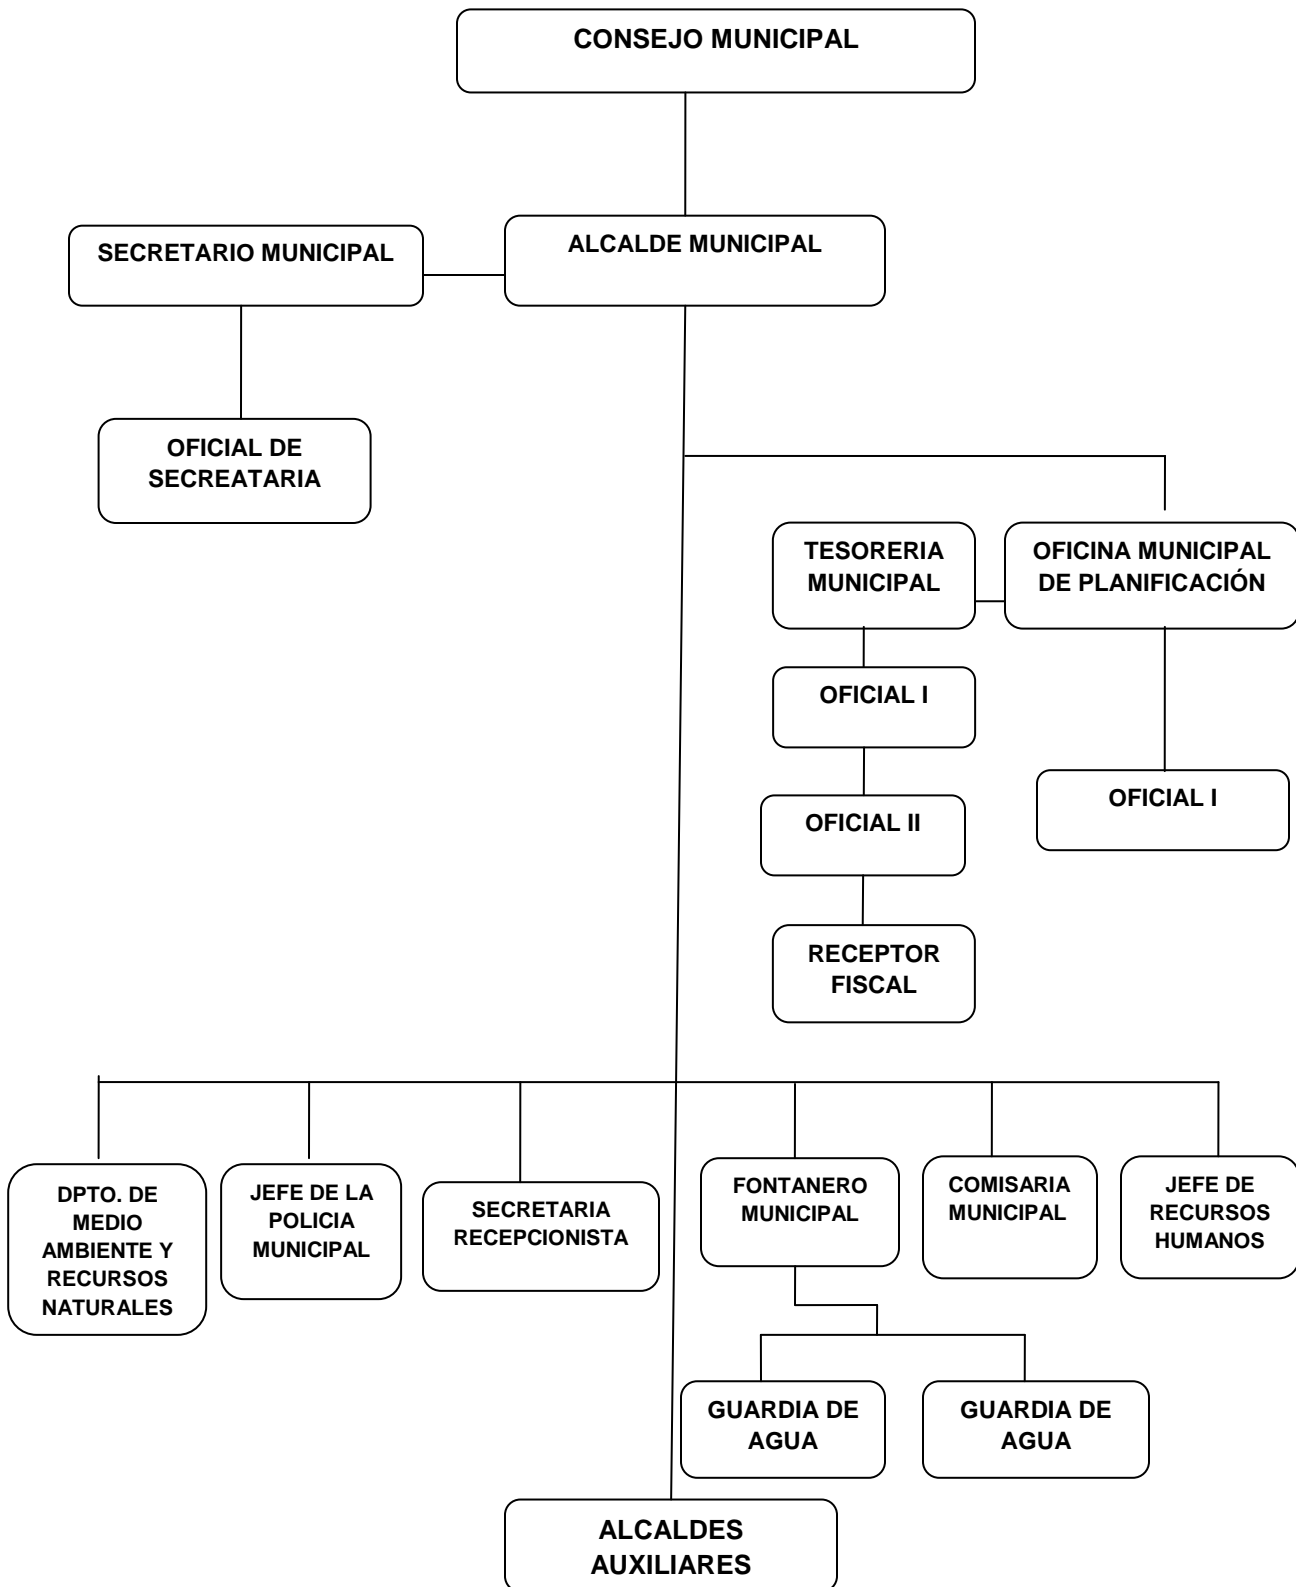 CONSEJO MUNICIPAL
SECRETARIO MUNICIPAL
ALCALDE MUNICIPAL
OFICIAL DE
SECREATARIA
TESORERIA
MUNICIPAL
OFICINA MUNICIPAL
DE PLANIFICACIÓN
OFICIAL I
OFICIAL I
OFICIAL II
RECEPTOR
FISCAL
DPTO. DE
MEDIO
AMBIENTE Y
RECURSOS
NATURALES
JEFE DE LA
POLICIA
MUNICIPAL
SECRETARIA
RECEPCIONISTA
FONTANERO
MUNICIPAL
COMISARIA
MUNICIPAL
JEFE DE
RECURSOS
HUMANOS
GUARDIA DE
AGUA
GUARDIA DE
AGUA
ALCALDES
AUXILIARES